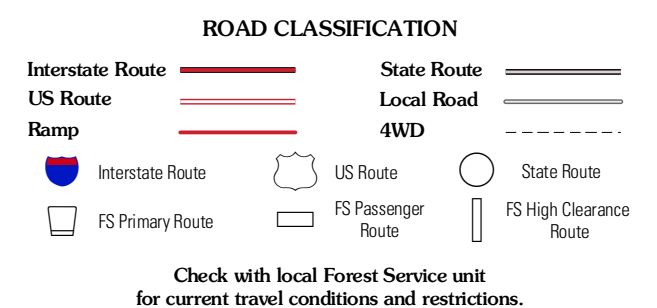 ROAD CLASSIFICATION
Interstate Route
State Route
US Route
Local Road
Ramp
4WD
Interstate Route
US Route
State Route
FS Primary Route
FS Passenger
Route
FS High Clearance
Route
Check with local Forest Service unit
for current travel conditions and restrictions.